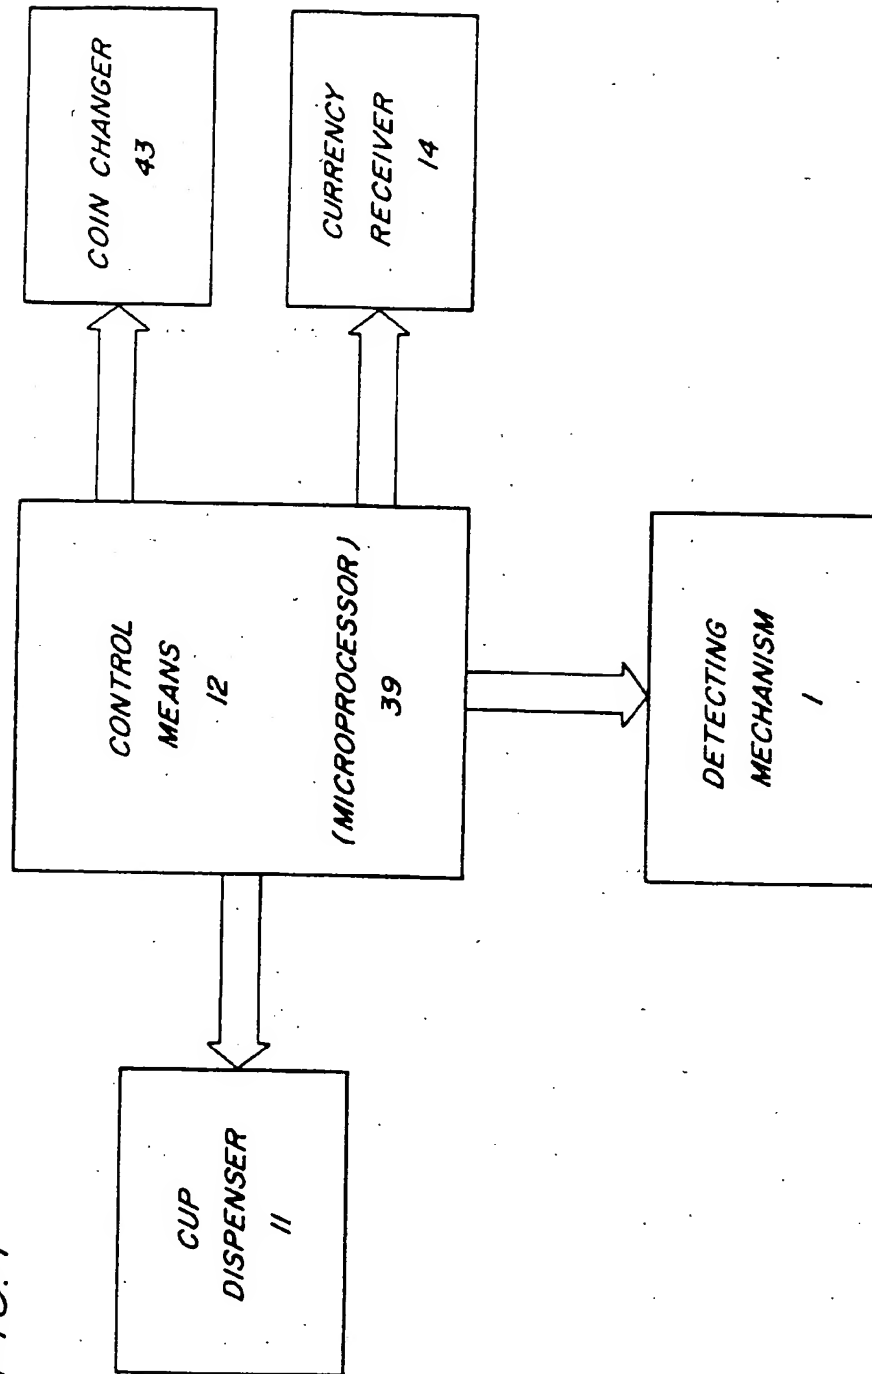 CUP
DISPENSER
11
CONTROL
MEANS
12
(MICROPROCESSOR)
39
COIN CHANGER
43
CURRENCY
RECEIVER
14
DETECTING
MECHANISM
1